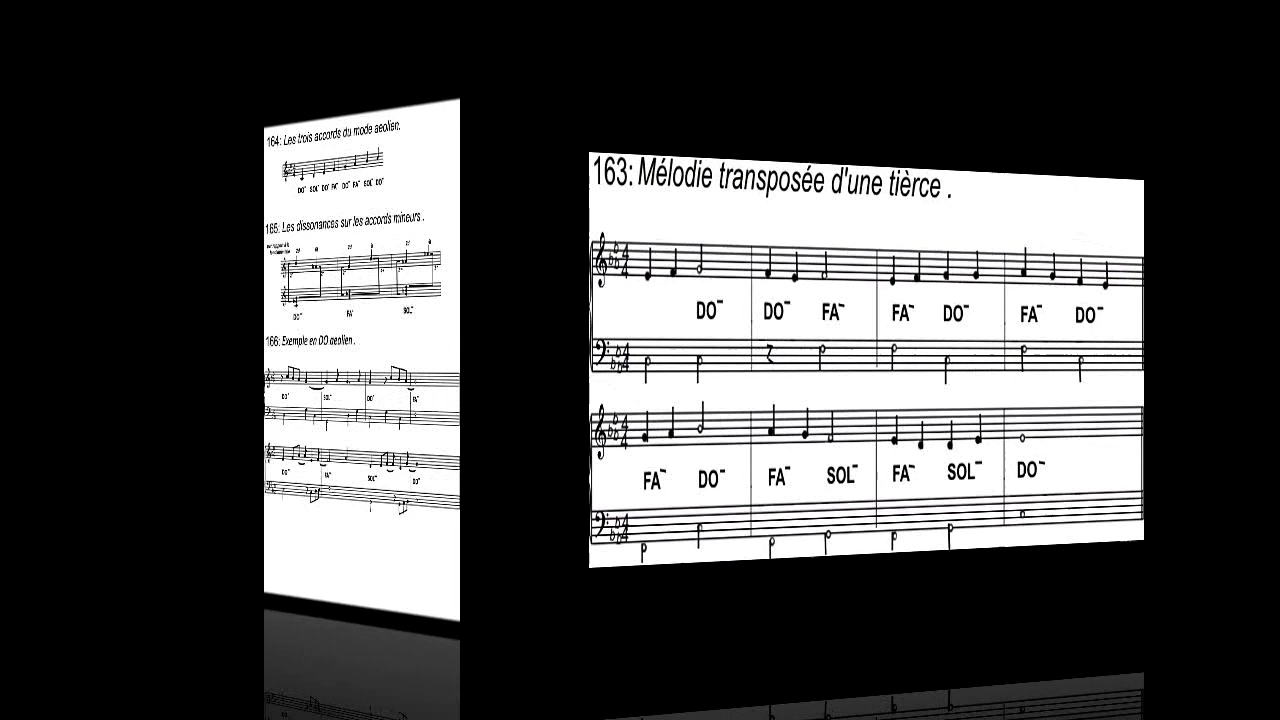 164: Les trois accords du mode aeolien.
DO⁻ SOL⁻ DO⁻ FA⁻ DO⁻ FA⁻ SOL⁻ DO⁻
165: Les dissonances sur les accords mineurs .
DO⁻ FA⁻ SOL⁻
166: Exemple en DO aeolien .
DO⁻ SOL⁻ DO⁻ FA⁻
DO⁻ FA⁻ SOL⁻ DO⁻
163: Mélodie transposée d'une tièrce .
DO⁻ DO⁻ FA⁻ FA⁻ DO⁻ FA⁻ DO⁻
FA⁻ DO⁻ FA⁻ SOL⁻ FA⁻ SOL⁻ DO⁻